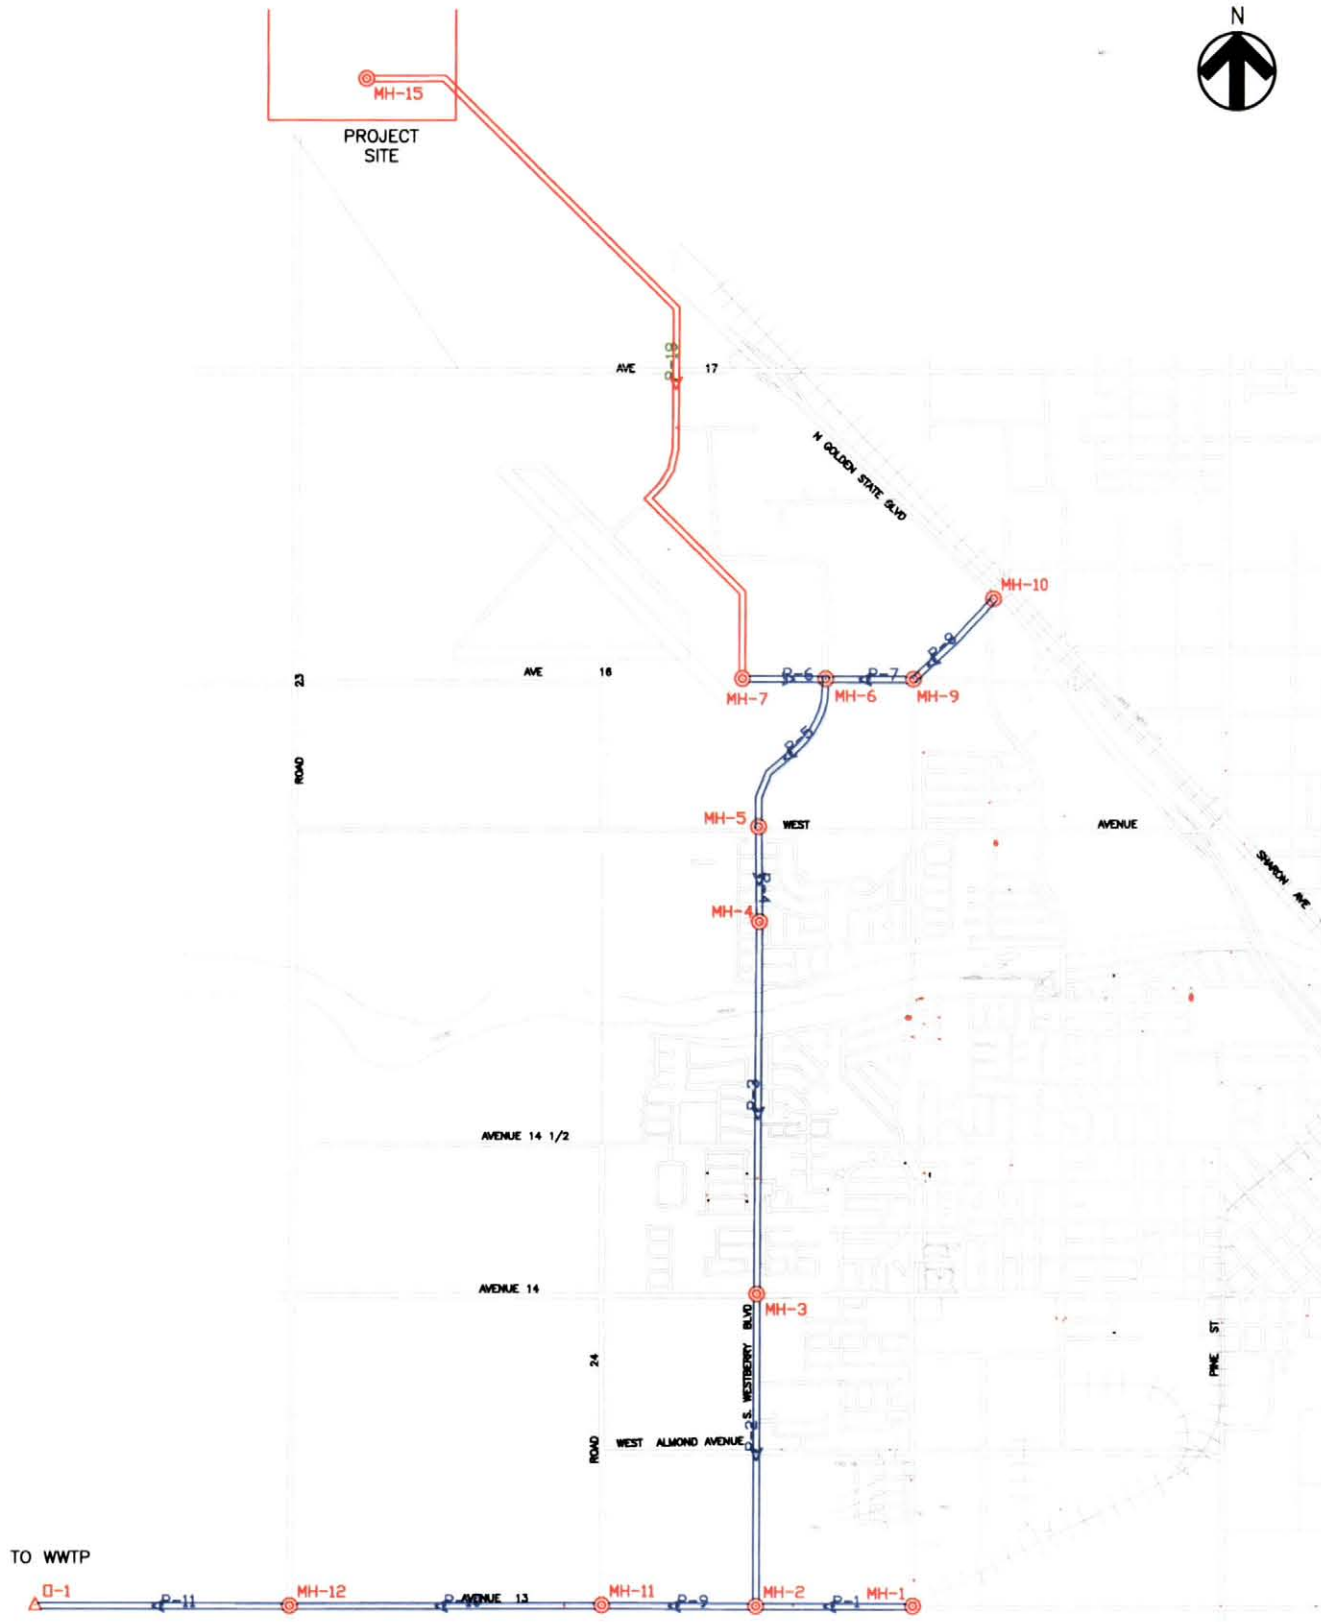 N
MH-15
PROJECT
SITE
AVE 17
N GOLDEN STATE BLVD
MH-10
AVE 16
P-6
P-7
MH-7
MH-6
MH-9
ROAD 23
P-5
MH-5
WEST AVENUE
SHARON AVE
P-4
MH-4
P-3
AVENUE 14 1/2
AVENUE 14
MH-3
S. WESTBERRY BLVD
PINE ST
ROAD 24
WEST ALMOND AVENUE
P-2
TO WWTP
O-1
P-11
MH-12
AVENUE 13
MH-11
P-9
MH-2
P-1
MH-1